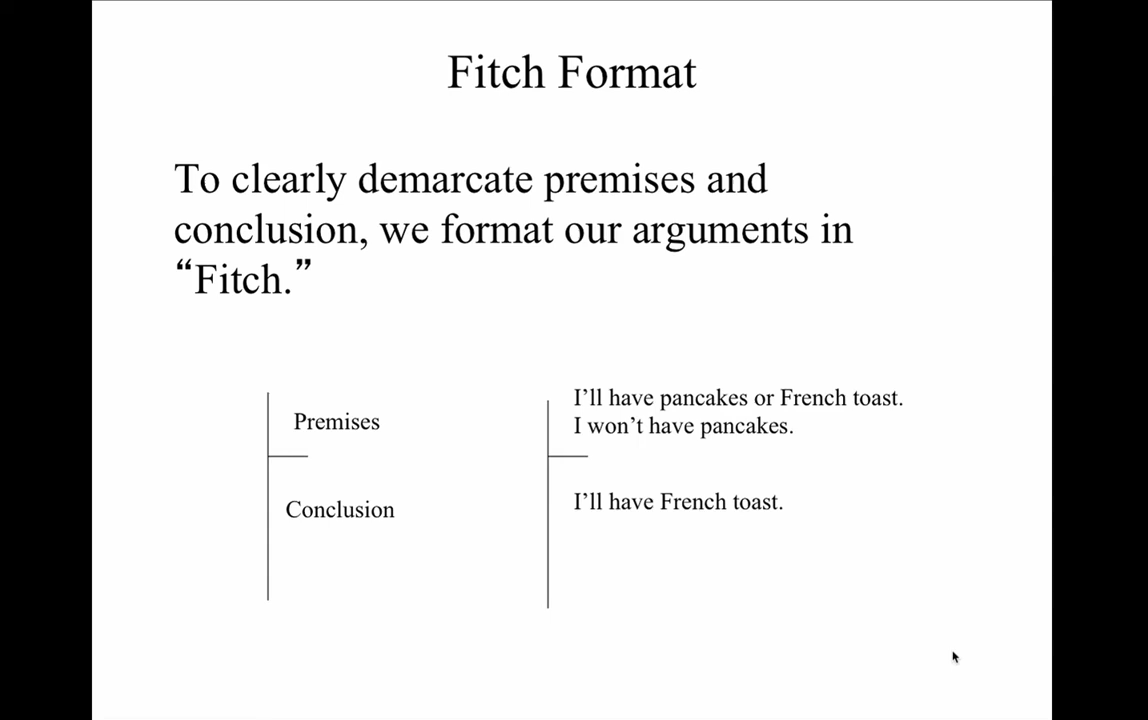 Fitch Format
To clearly demarcate premises and
conclusion, we format our arguments in
“Fitch.”
Premises
Conclusion
I’ll have pancakes or French toast.
I won’t have pancakes.
I’ll have French toast.